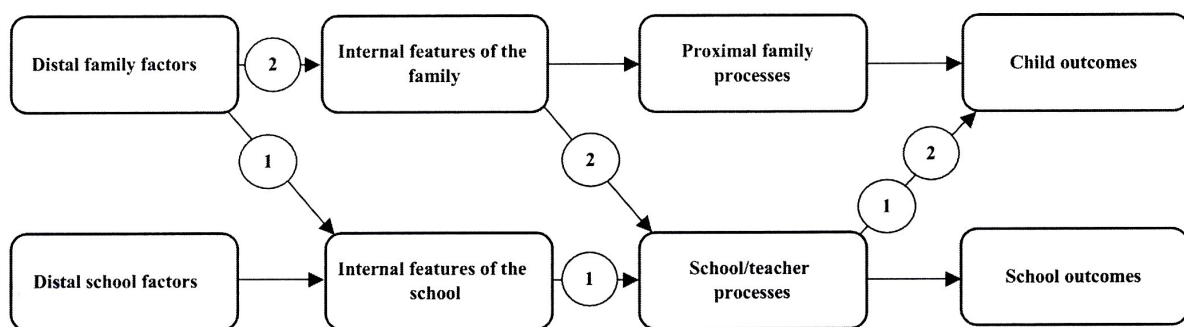 Distal family factors
2
Internal features of the
family
Proximal family
processes
Child outcomes
1
2
2
1
Distal school factors
Internal features of the
school
1
School/teacher
processes
School outcomes